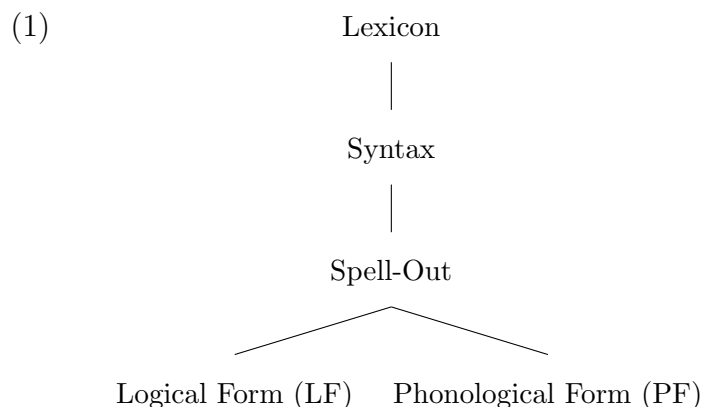 (1) Lexicon
Syntax
Spell-Out
Logical Form (LF) Phonological Form (PF)